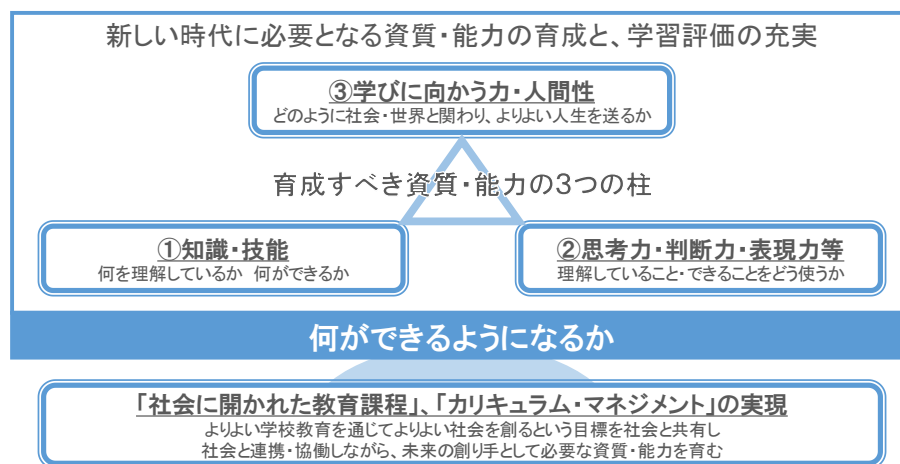 新しい時代に必要となる資質・能力の育成と、学習評価の充実
③学びに向かう力・人間性
どのように社会・世界と関わり、よりよい人生を送るか
育成すべき資質・能力の3つの柱
①知識・技能
何を理解しているか 何ができるか
②思考力・判断力・表現力等
理解していること・できることをどう使うか
何ができるようになるか
「社会に開かれた教育課程」、「カリキュラム・マネジメント」の実現
よりよい学校教育を通じてよりよい社会を創るという目標を社会と共有し
社会と連携・協働しながら、未来の創り手として必要な資質・能力を育む